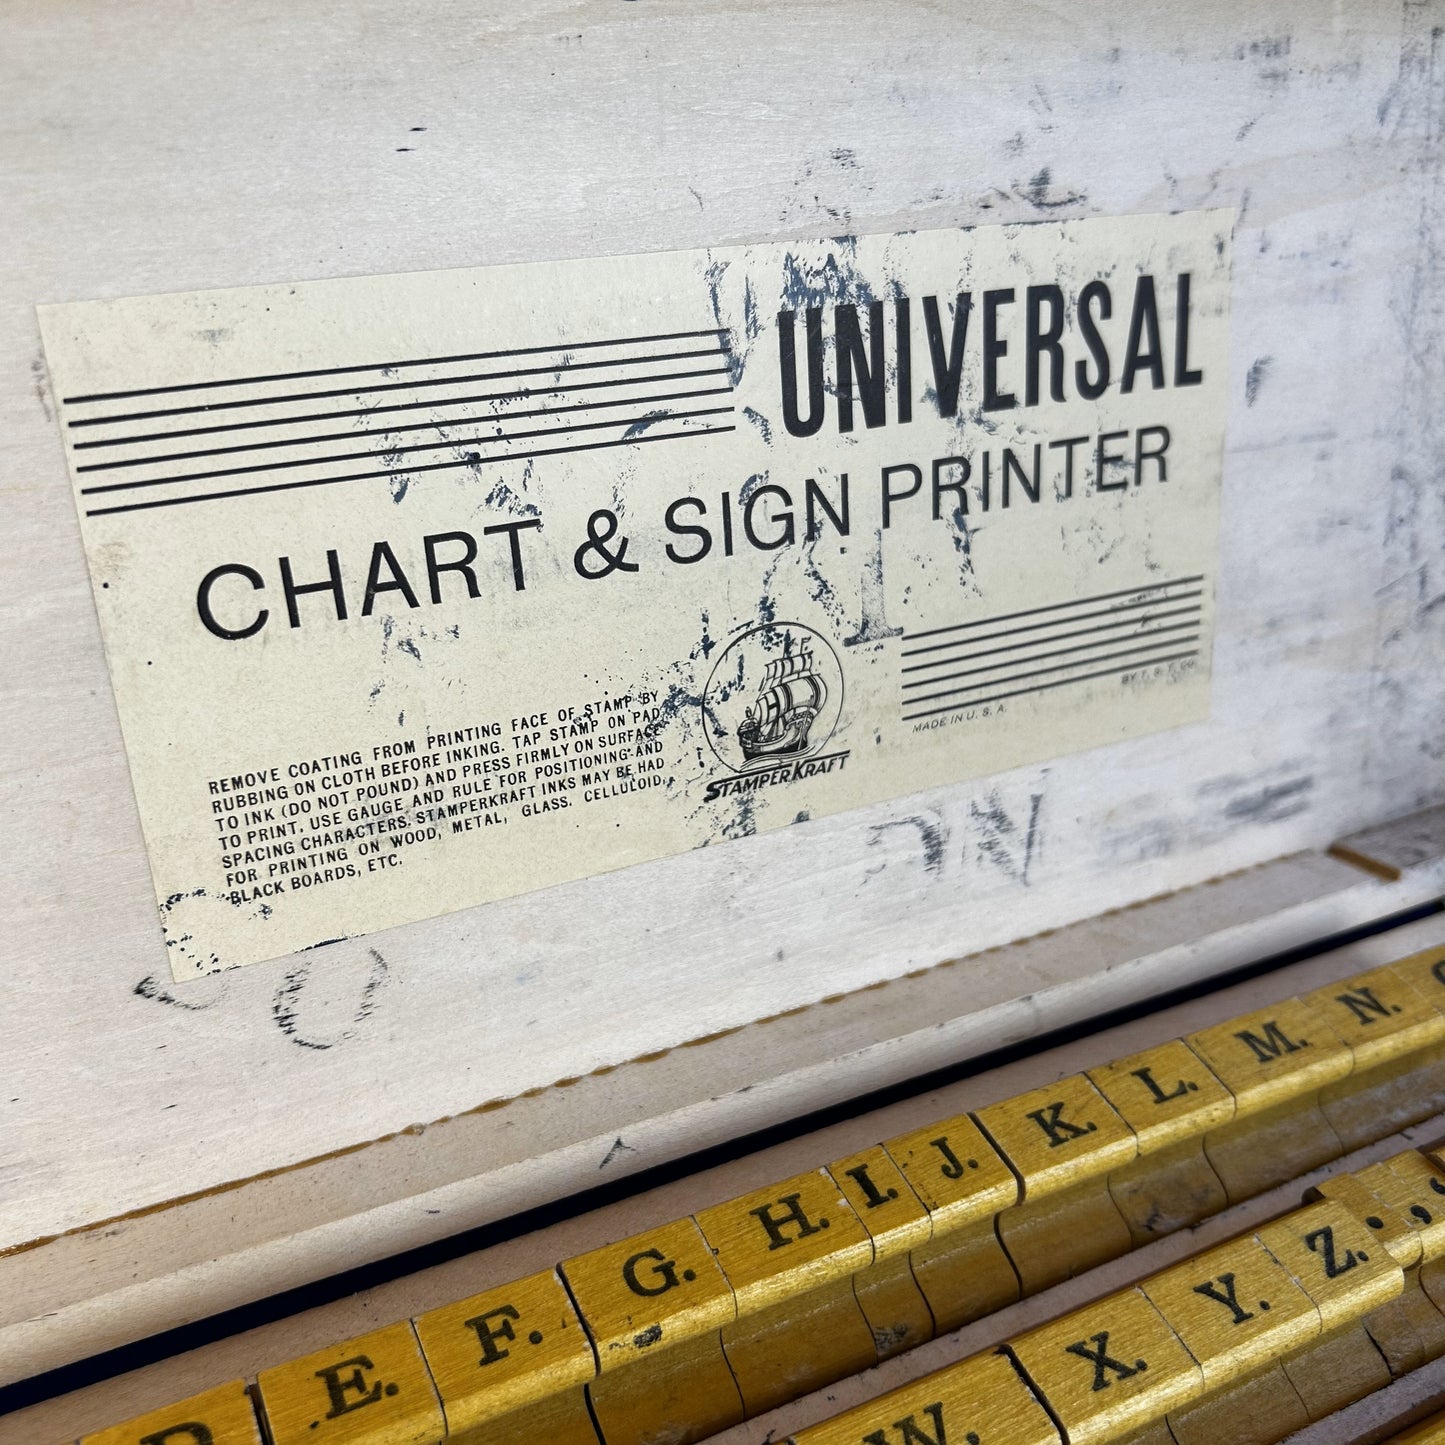 UNIVERSAL
CHART & SIGN PRINTER
REMOVE COATING FROM PRINTING FACE OF STAMP BY
RUBBING ON CLOTH BEFORE INKING. TAP STAMP ON PAD
TO INK (DO NOT POUND) AND PRESS FIRMLY ON SURFACE
TO PRINT. USE GAUGE AND RULE FOR POSITIONING AND
SPACING CHARACTERS. STAMPERKRAFT INKS MAY BE HAD
FOR PRINTING ON WOOD, METAL, GLASS, CELLULOID,
BLACK BOARDS, ETC.
STAMPERKRAFT
MADE IN U. S. A.
BY T. S. T. CO.
E. F. G. H. I. J. K. L. M. N.
W. X. Y. Z. . ,